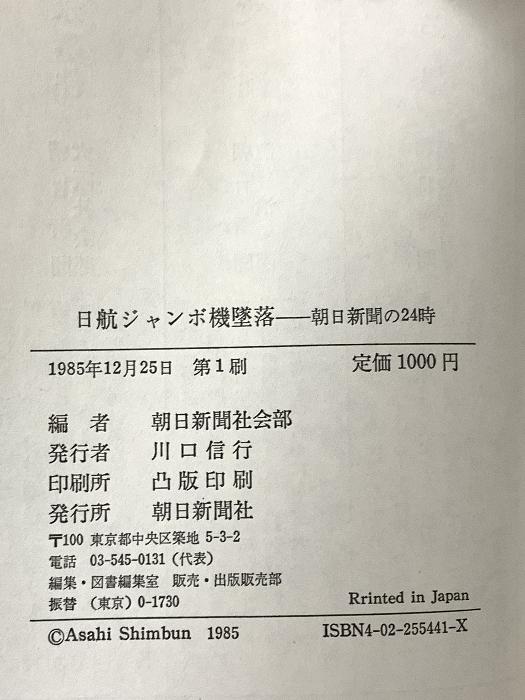 日航ジャンボ機墜落──朝日新聞の24時
1985年12月25日　第1刷　定価1000円
編　者　朝日新聞社会部
発行者　川口信行
印刷所　凸版印刷
発行所　朝日新聞社
〒100 東京都中央区築地 5-3-2
電話　03-545-0131（代表）
編集・図書編集室　販売・出版販売部
振替　（東京）0-1730　Rrinted in Japan
©Asahi Shimbun 1985　ISBN4-02-255441-X